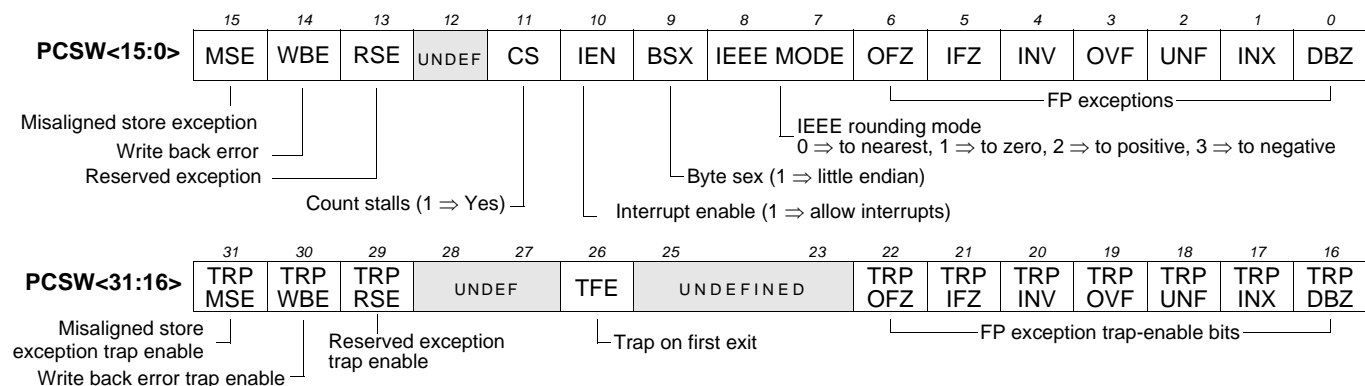 15 14 13 12 11 10 9 8 7 6 5 4 3 2 1 0
PCSW<15:0> MSE WBE RSE UNDEF CS IEN BSX IEEE MODE OFZ IFZ INV OVF UNF INX DBZ
FP exceptions
Misaligned store exception
IEEE rounding mode
0 ⇒ to nearest, 1 ⇒ to zero, 2 ⇒ to positive, 3 ⇒ to negative
Write back error
Reserved exception
Byte sex (1 ⇒ little endian)
Count stalls (1 ⇒ Yes)
Interrupt enable (1 ⇒ allow interrupts)
31 30 29 28 27 26 25 23 22 21 20 19 18 17 16
PCSW<31:16> TRP MSE TRP WBE TRP RSE UNDEF TFE UNDEFINED TRP OFZ TRP IFZ TRP INV TRP OVF TRP UNF TRP INX TRP DBZ
Misaligned store
exception trap enable
Reserved exception
trap enable
Trap on first exit
FP exception trap-enable bits
Write back error trap enable